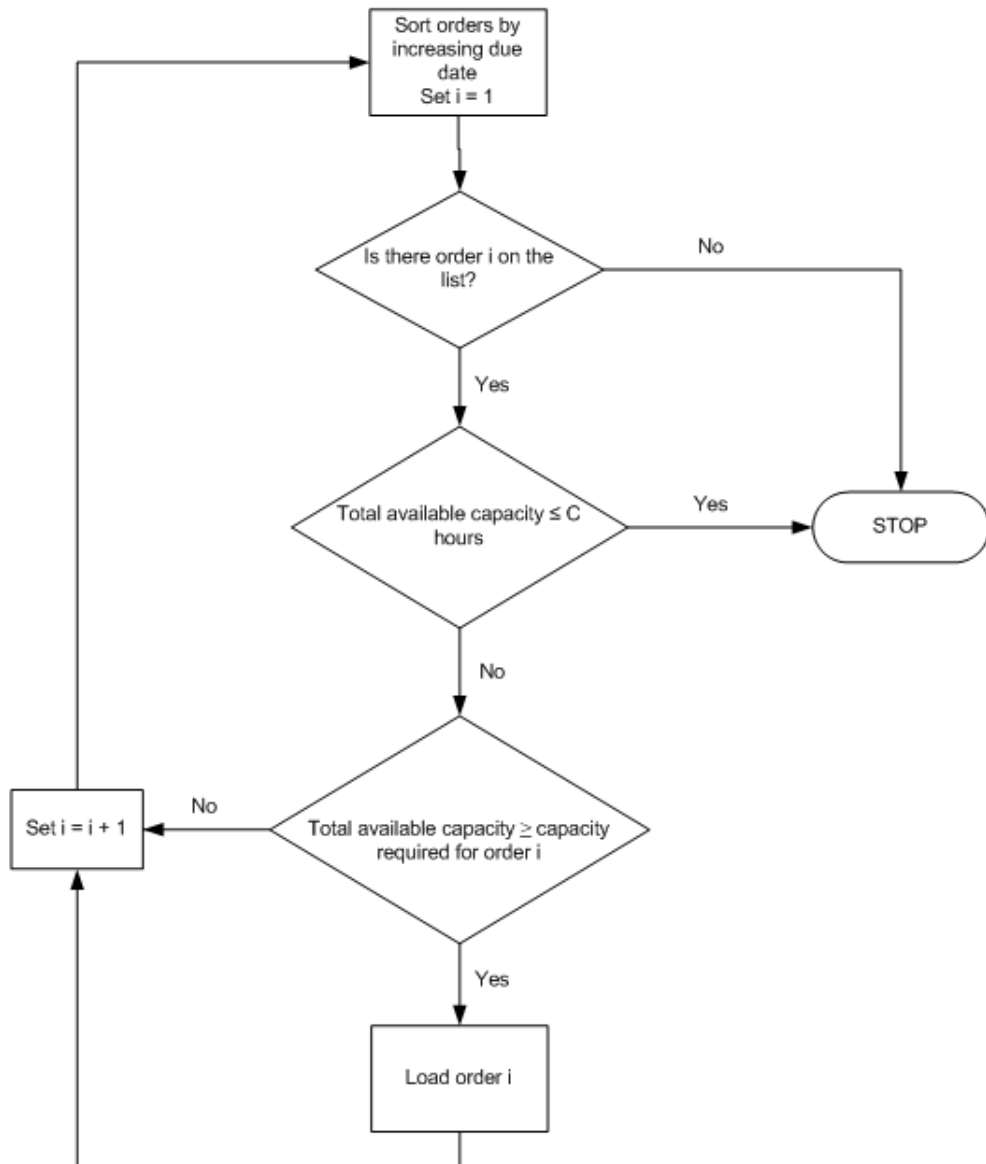 Sort orders by
increasing due
date
Set i = 1
Is there order i on the
list?
No
Yes
Total available capacity ≤ C
hours
Yes
STOP
No
Set i = i + 1
No
Total available capacity ≥ capacity
required for order i
Yes
Load order i